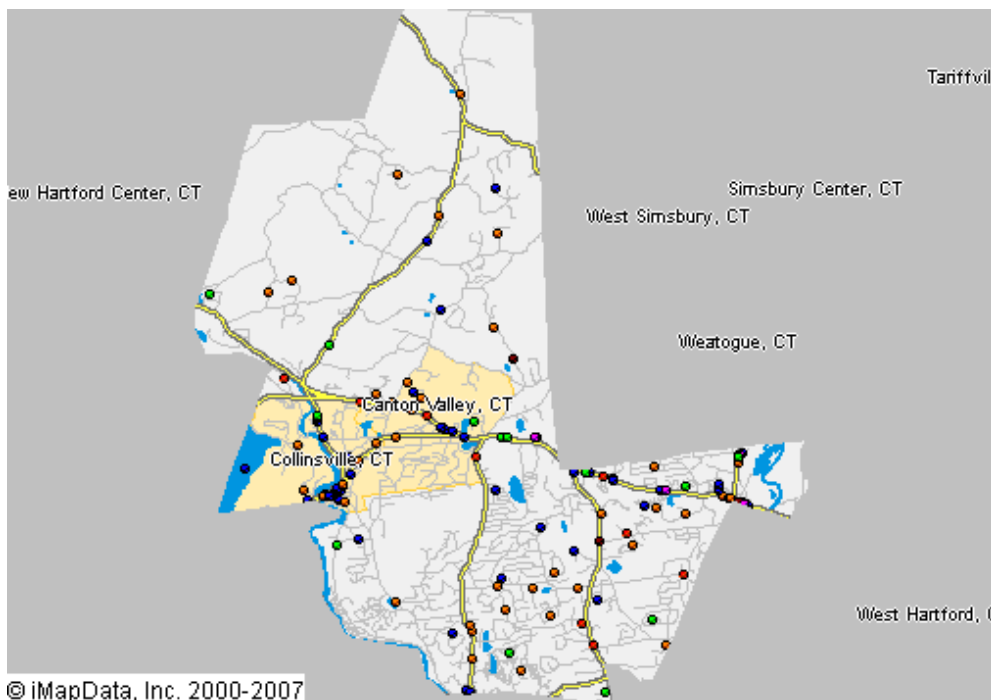 Tariffvil
ew Hartford Center, CT
Simsbury Center, CT
West Simsbury, CT
Weatogue, CT
Canton Valley, CT
Collinsville, CT
West Hartford, C
© iMapData, Inc. 2000-2007